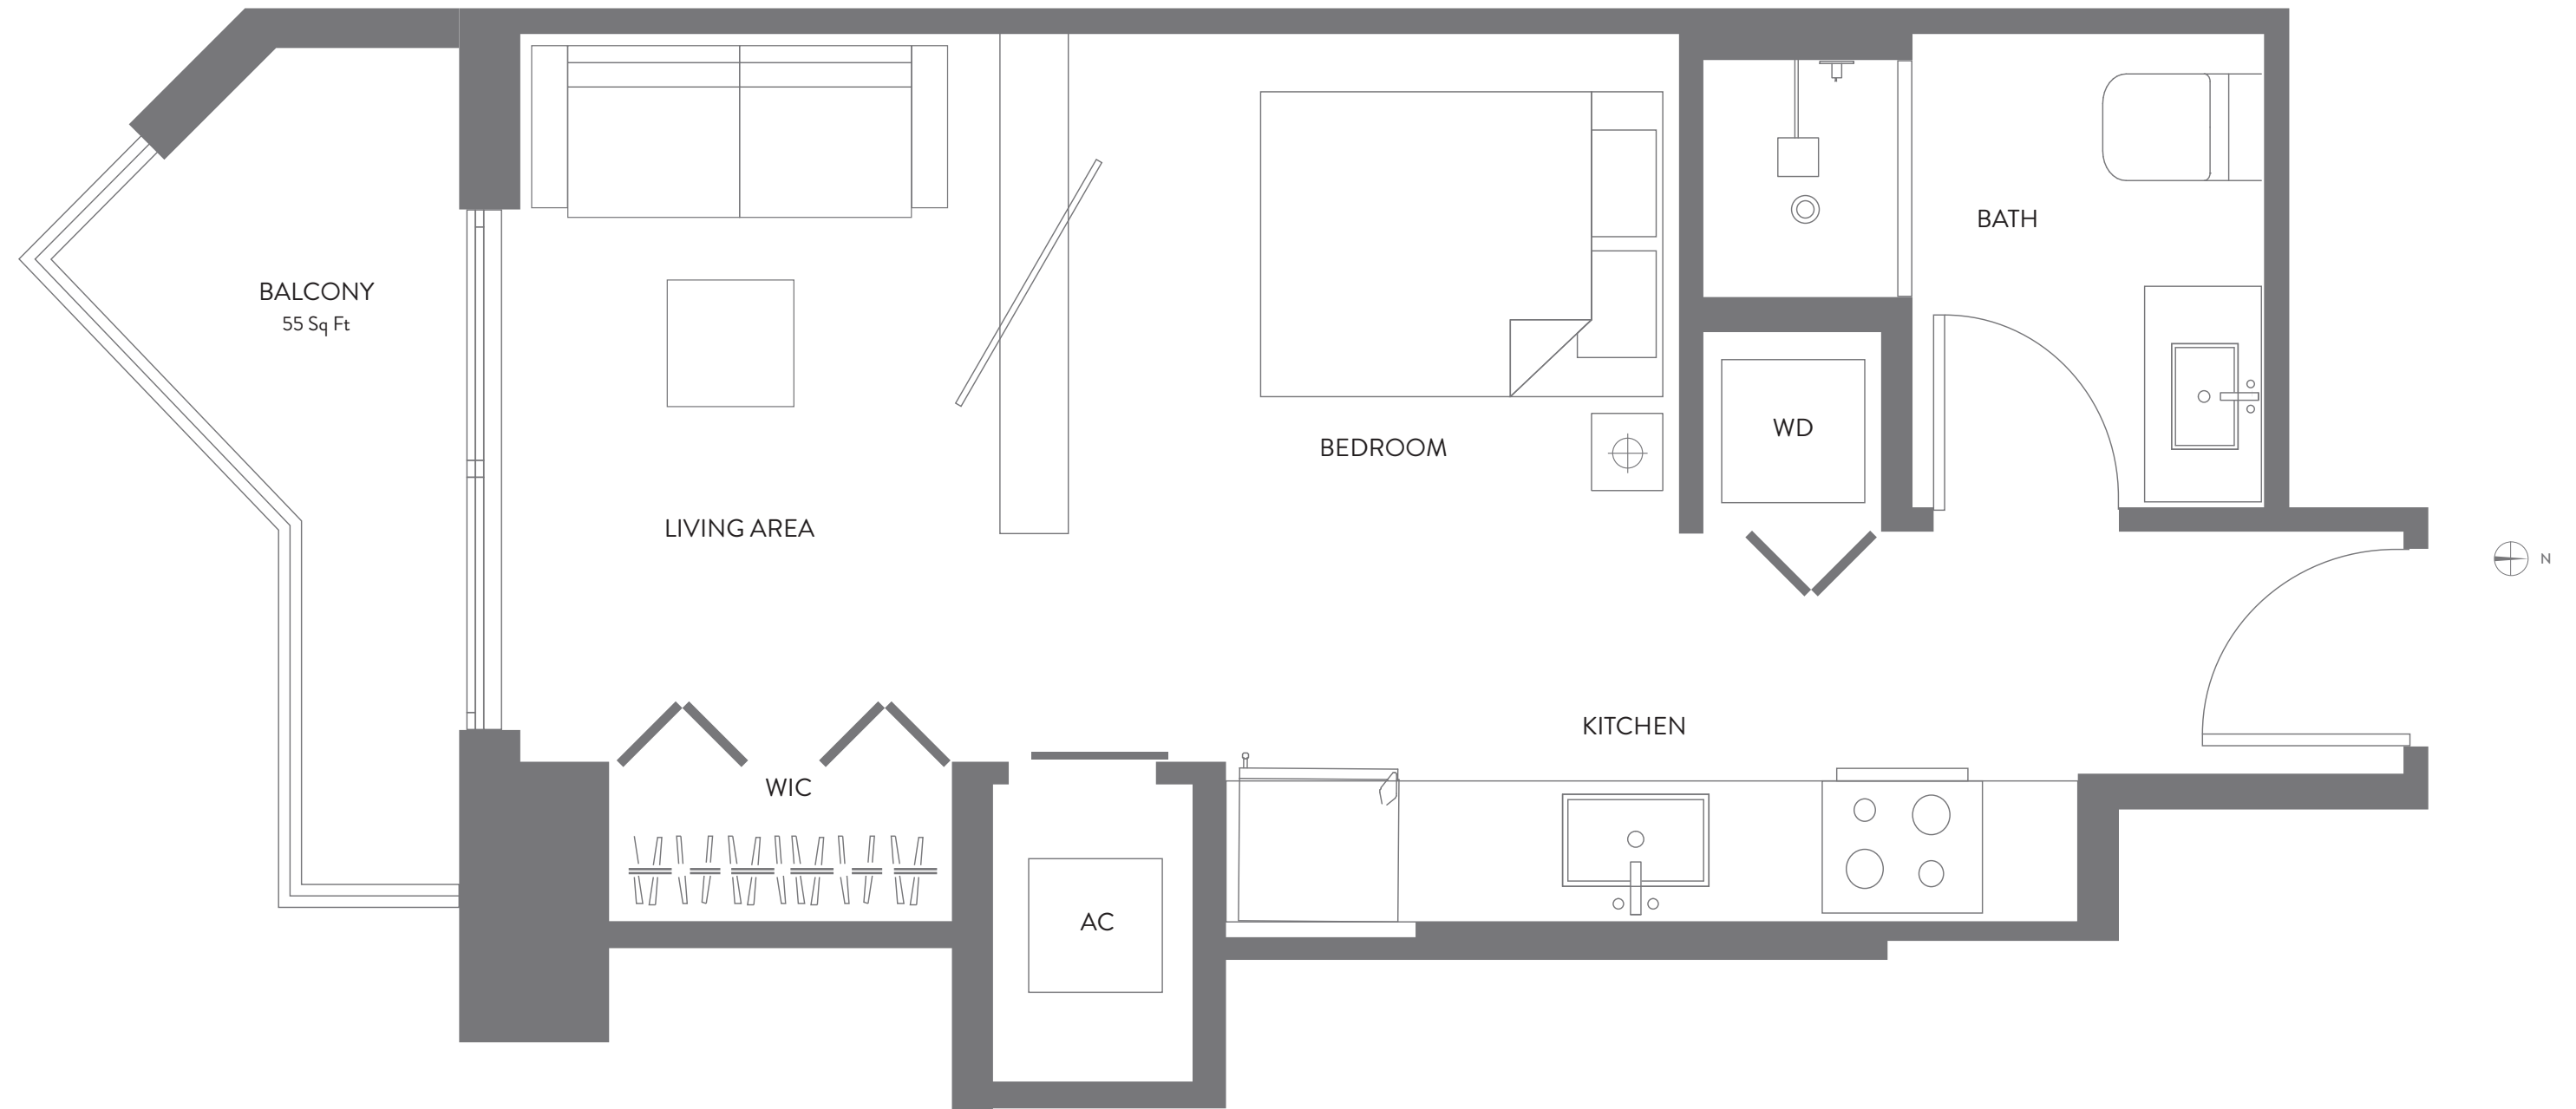 BATH
BALCONY
55 Sq Ft
WD
BEDROOM
LIVING AREA
N
KITCHEN
WIC
AC